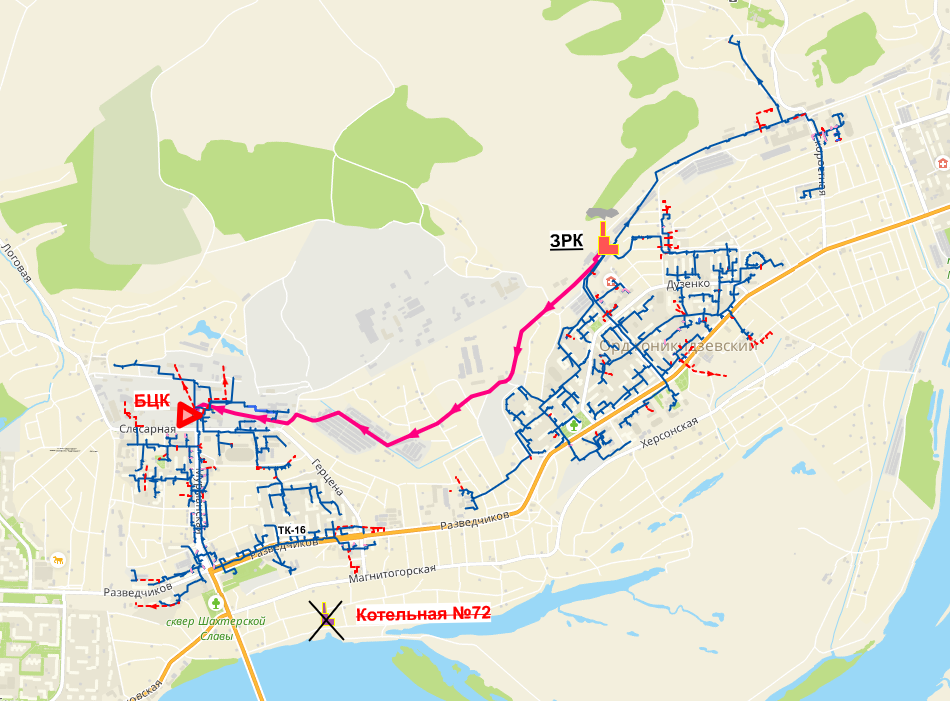 Логовая
ЗРК
Дузенко
Орджоникидзевский
БЦК
Слесарная
Херсонская
Герцена
ТК-16
Разведчиков
Разведчиков
Магнитогорская
Разведчиков
сквер Шахтерской
Славы
Котельная №72